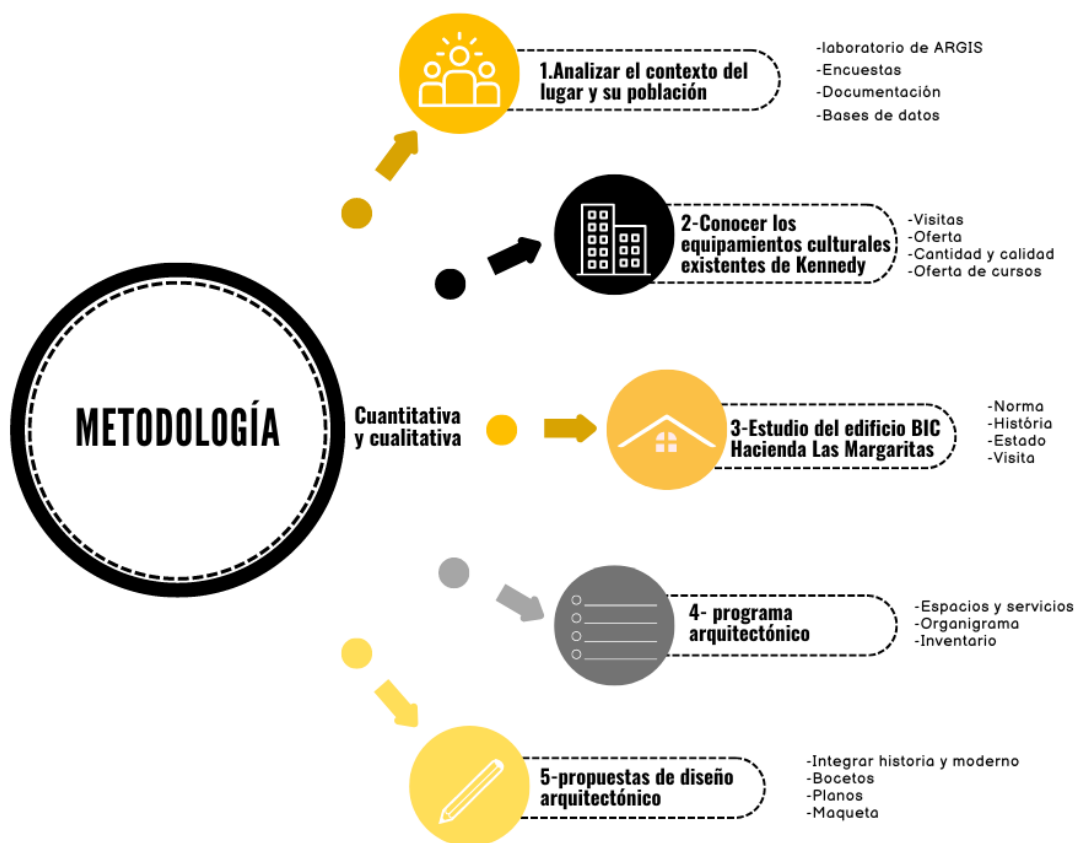 METODOLOGÍA
Cuantitativa
y cualitativa
1.Analizar el contexto del
lugar y su población
-laboratorio de ARGIS
-Encuestas
-Documentación
-Bases de datos
2-Conocer los
equipamientos culturales
existentes de Kennedy
-Visitas
-Oferta
-Cantidad y calidad
-Oferta de cursos
3-Estudio del edificio BIC
Hacienda Las Margaritas
-Norma
-História
-Estado
-Visita
4- programa
arquitectónico
-Espacios y servicios
-Organigrama
-Inventario
5-propuestas de diseño
arquitectónico
-Integrar historia y moderno
-Bocetos
-Planos
-Maqueta